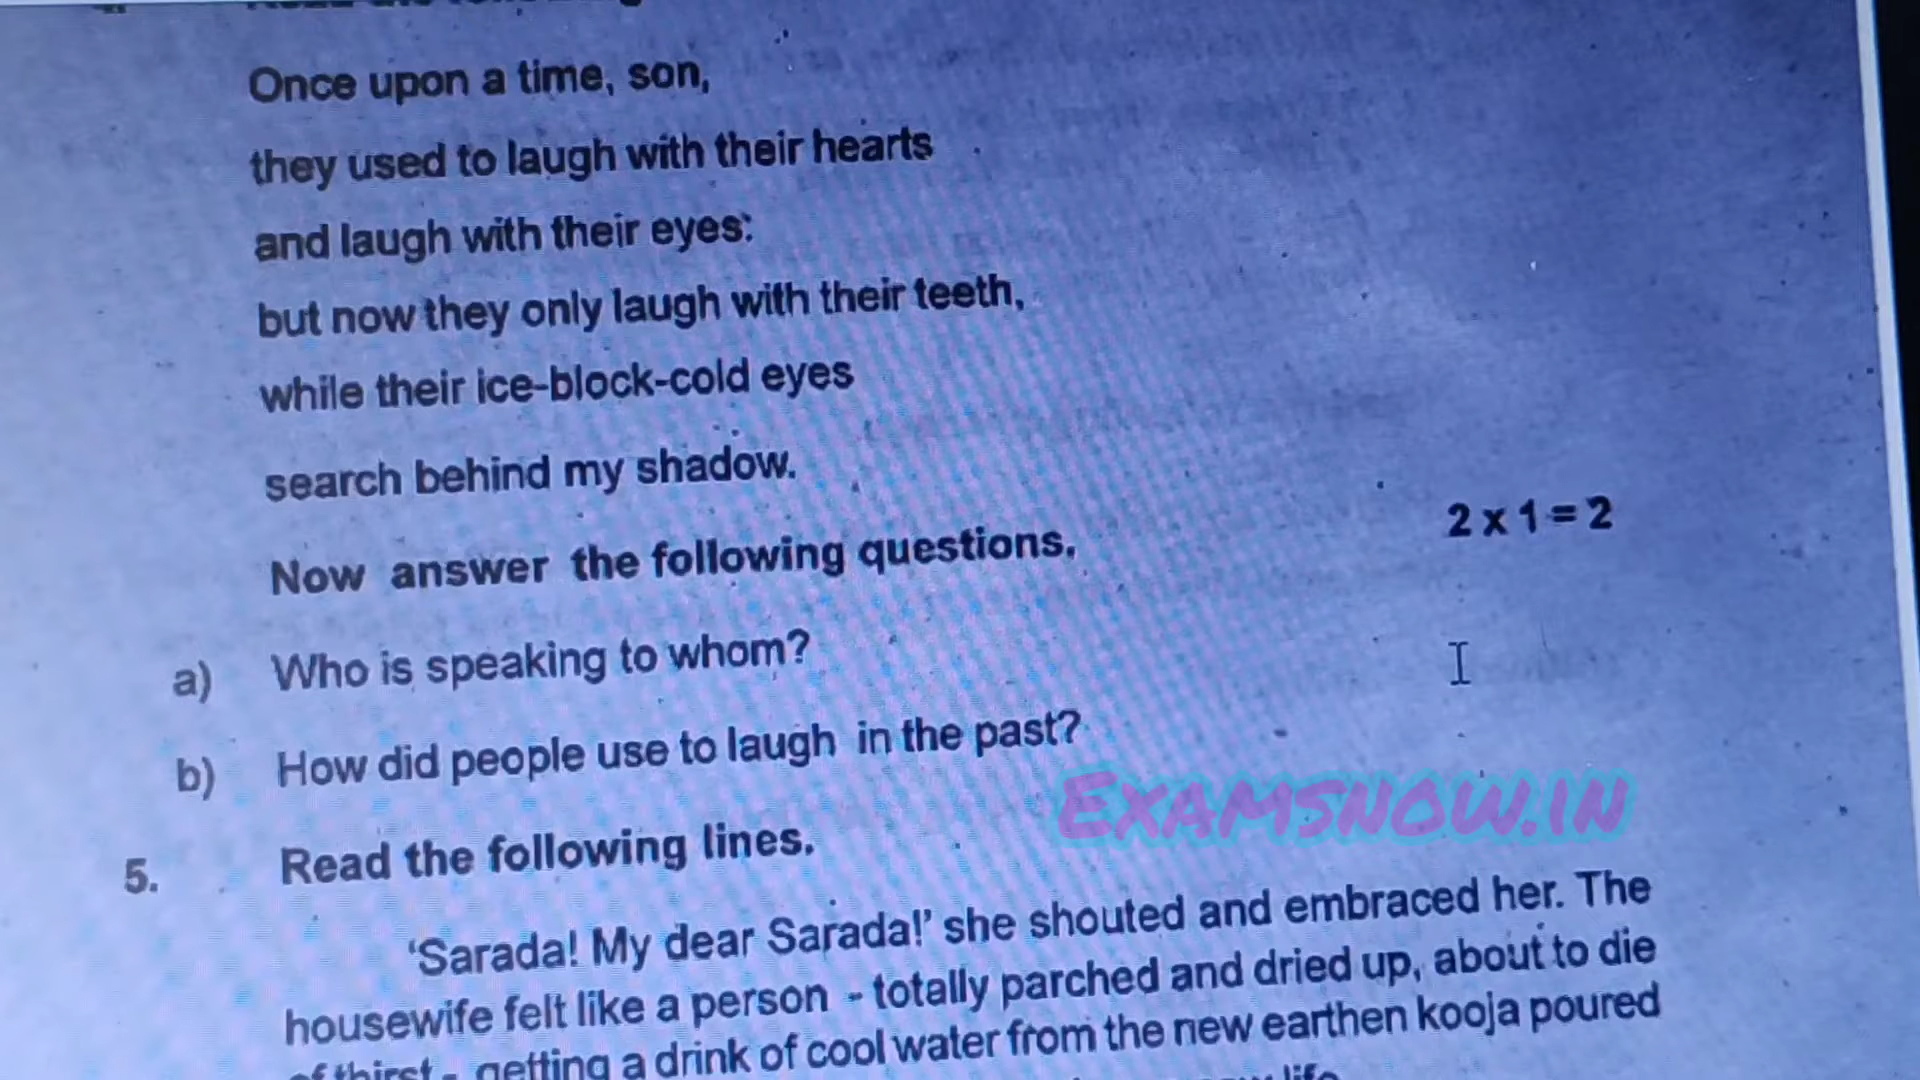 Once upon a time, son,
they used to laugh with their hearts
and laugh with their eyes:
but now they only laugh with their teeth,
while their ice-block-cold eyes
search behind my shadow.
Now answer the following questions. 2 x 1 = 2
a) Who is speaking to whom?
b) How did people use to laugh in the past?
EXAMSNOW.IN
5. Read the following lines.
‘Sarada! My dear Sarada!’ she shouted and embraced her. The
housewife felt like a person - totally parched and dried up, about to die
of thirst - getting a drink of cool water from the new earthen kooja poured
life